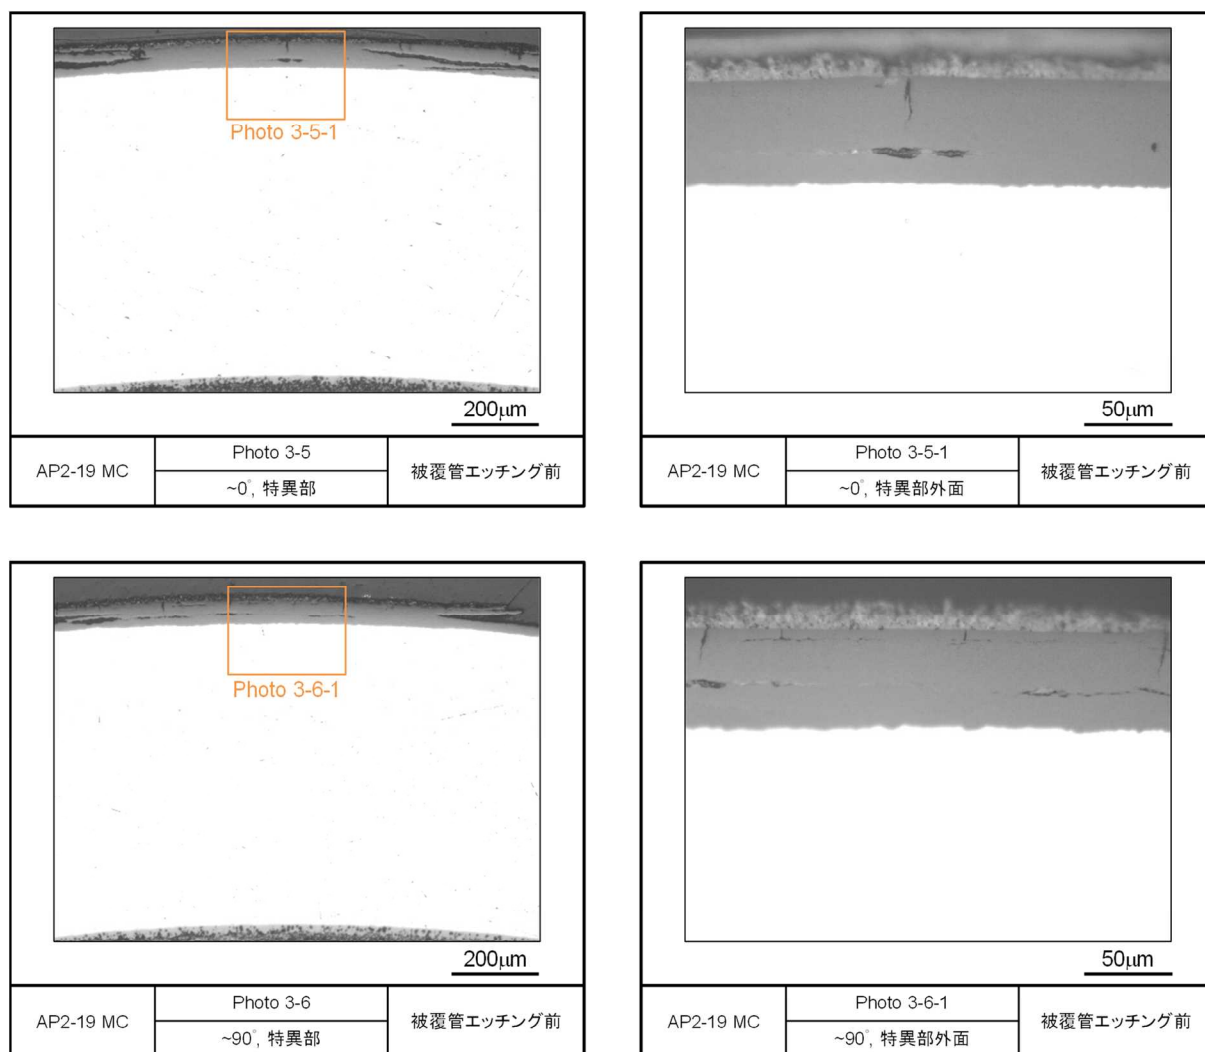 Photo 3-5-1
200μm
AP2-19 MC
Photo 3-5
~0°, 特異部
被覆管エッチング前
50μm
AP2-19 MC
Photo 3-5-1
~0°, 特異部外面
被覆管エッチング前
Photo 3-6-1
200μm
AP2-19 MC
Photo 3-6
~90°, 特異部
被覆管エッチング前
50μm
AP2-19 MC
Photo 3-6-1
~90°, 特異部外面
被覆管エッチング前